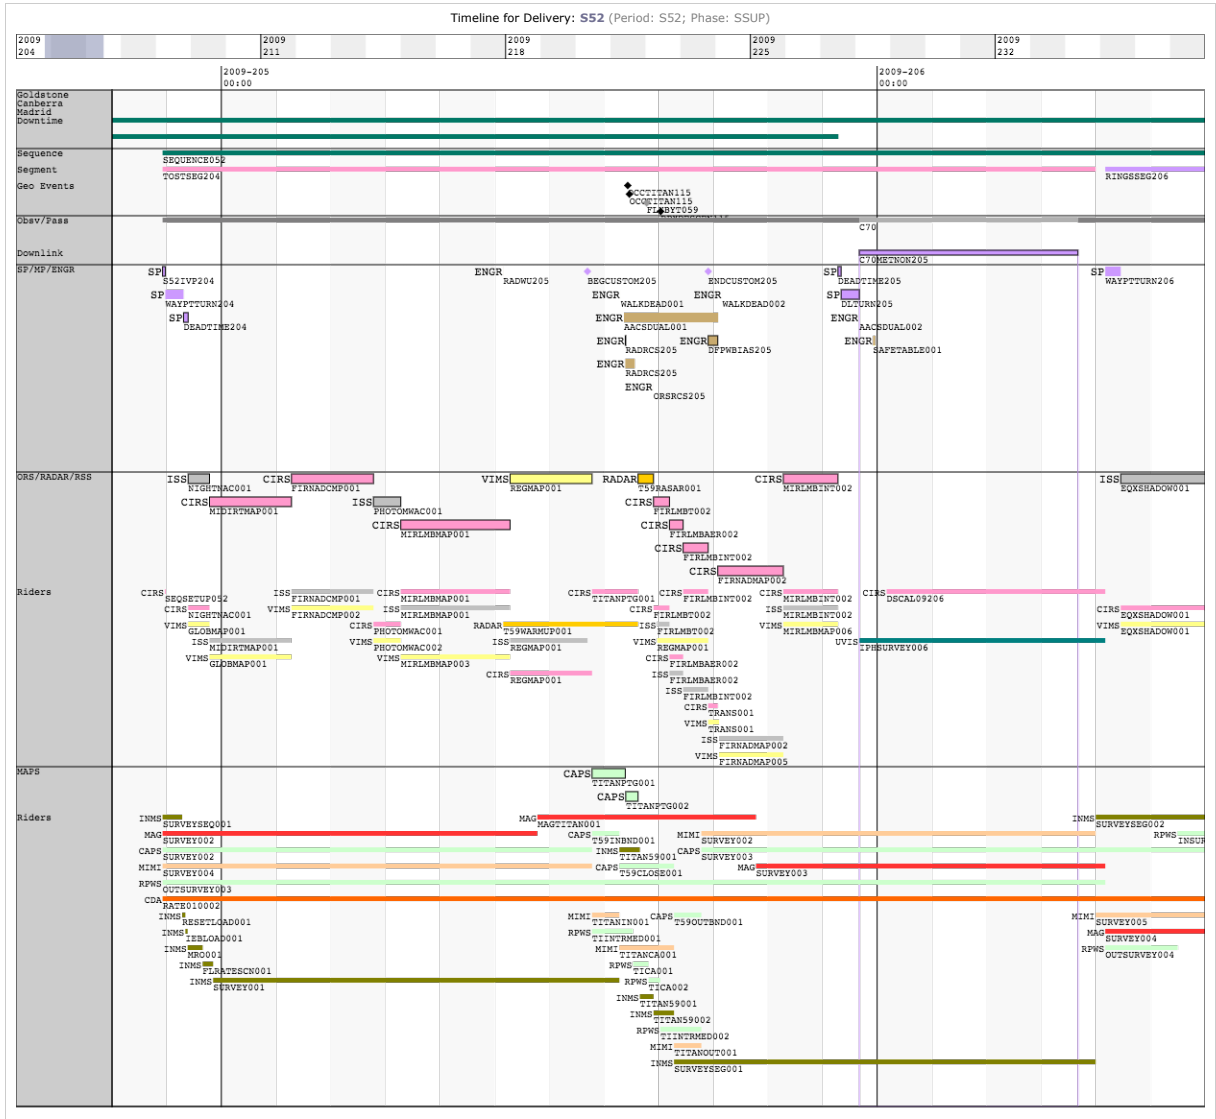 Timeline for Delivery: S52 (Period: S52; Phase: SSUP)
2009 2009 2009 2009 2009
204 211 218 225 232
2009-205 2009-206
00:00 00:00
Goldstone
Canberra
Madrid
Downtime
Sequence
SEQUENCE052
Segment
TOSTSEG204 RINGSSEG206
Geo Events
OCCTITAN115
OCOTITAN115
FLYBYT059
Obsv/Pass
C70
Downlink
C70METNON205
SP/MP/ENGR SP ENGR SP SP
S52IVP204 RADWU205 BEGCUSTOM205 ENDCUSTOM205 DEADTIME205 WAYPTTURN206
SP ENGR ENGR SP
WAYPTTURN204 WALKDEAD001 WALKDEAD002 DLTURN205
SP ENGR ENGR
DEADTIME204 AACSDUAL001 AACSDUAL002
ENGR ENGR ENGR
RADRCS205 DFPWBIAS205 SAFETABLE001
ENGR
RADRCS205
ENGR
ORSRCS205
ORS/RADAR/RSS ISS CIRS VIMS RADAR CIRS ISS
NIGHTNAC001 FIRNADCMP001 REGMAP001 T59RASAR001 MIRLMBINT002 EQXSHADOW001
CIRS ISS CIRS
MIDIRTMAP001 PHOTOMWAC001 FIRLMBT002
CIRS CIRS
MIRLMBMAP001 FIRLMBAER002
CIRS
FIRLMBINT002
CIRS
FIRNADMAP002
Riders CIRS ISS CIRS CIRS CIRS CIRS CIRS
SEQSETUP052 FIRNADCMP001 MIRLMBMAP001 TITANPTG001 FIRLMBINT002 MIRLMBINT002 DSCAL09206
CIRS VIMS ISS CIRS ISS CIRS
NIGHTNAC001 FIRNADCMP002 MIRLMBMAP001 FIRLMBT002 MIRLMBINT002 EQXSHADOW001
VIMS CIRS RADAR ISS VIMS VIMS
GLOBMAP001 PHOTOMWAC001 T59WARMUP001 FIRLMBT002 MIRLMBMAP006 EQXSHADOW001
ISS VIMS ISS VIMS UVIS
MIDIRTMAP001 PHOTOMWAC002 REGMAP001 REGMAP001 IPHSURVEY006
VIMS VIMS CIRS
GLOBMAP001 MIRLMBMAP003 FIRLMBAER002
CIRS ISS
REGMAP001 FIRLMBAER002
ISS
FIRLMBINT002
CIRS
TRANS001
VIMS
TRANS001
ISS
FIRNADMAP002
VIMS
FIRNADMAP005
MAPS CAPS
TITANPTG001
CAPS
TITANPTG002
Riders INMS MAG INMS
SURVEYSEQ001 MAGTITAN001 SURVEYSEG002
MAG CAPS MIMI RPWS
SURVEY002 T59INBND001 SURVEY002 INSUR
CAPS INMS CAPS
SURVEY002 TITAN59001 SURVEY003
MIMI CAPS MAG
SURVEY004 T59CLOSE001 SURVEY003
RPWS
OUTSURVEY003
CDA
RATE010002
INMS MIMI CAPS MIMI
RESETLOAD001 TITANIN001 T59OUTBND001 SURVEY005
INMS RPWS MAG
IEBLOAD001 TIINTRMED001 SURVEY004
INMS MIMI RPWS
MRO001 TITANCA001 OUTSURVEY004
INMS RPWS
FLRATESCN001 TICA001
INMS RPWS
SURVEY001 TICA002
INMS
TITAN59001
INMS
TITAN59002
RPWS
TIINTRMED002
MIMI
TITANOUT001
INMS
SURVEYSEG001